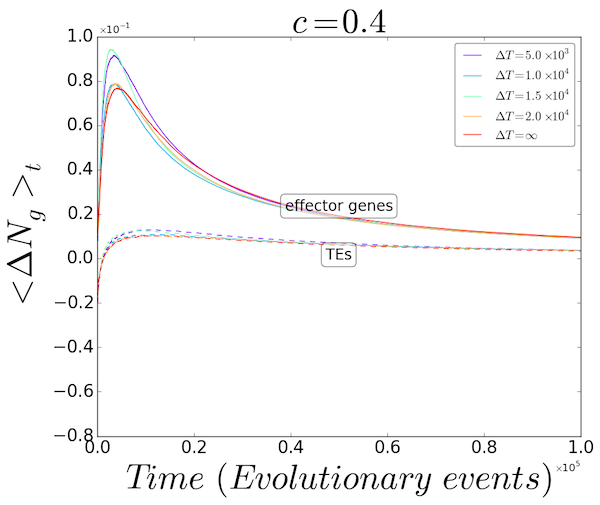 c=0.4
×10⁻¹
1.0
0.8
0.6
0.4
0.2
0.0
−0.2
−0.4
−0.6
−0.8
<ΔN_g>_t
ΔT=5.0 ×10³
ΔT=1.0 ×10⁴
ΔT=1.5 ×10⁴
ΔT=2.0 ×10⁴
ΔT=∞
effector genes
TEs
0.0 0.2 0.4 0.6 0.8 1.0
×10⁵
Time (Evolutionary events)